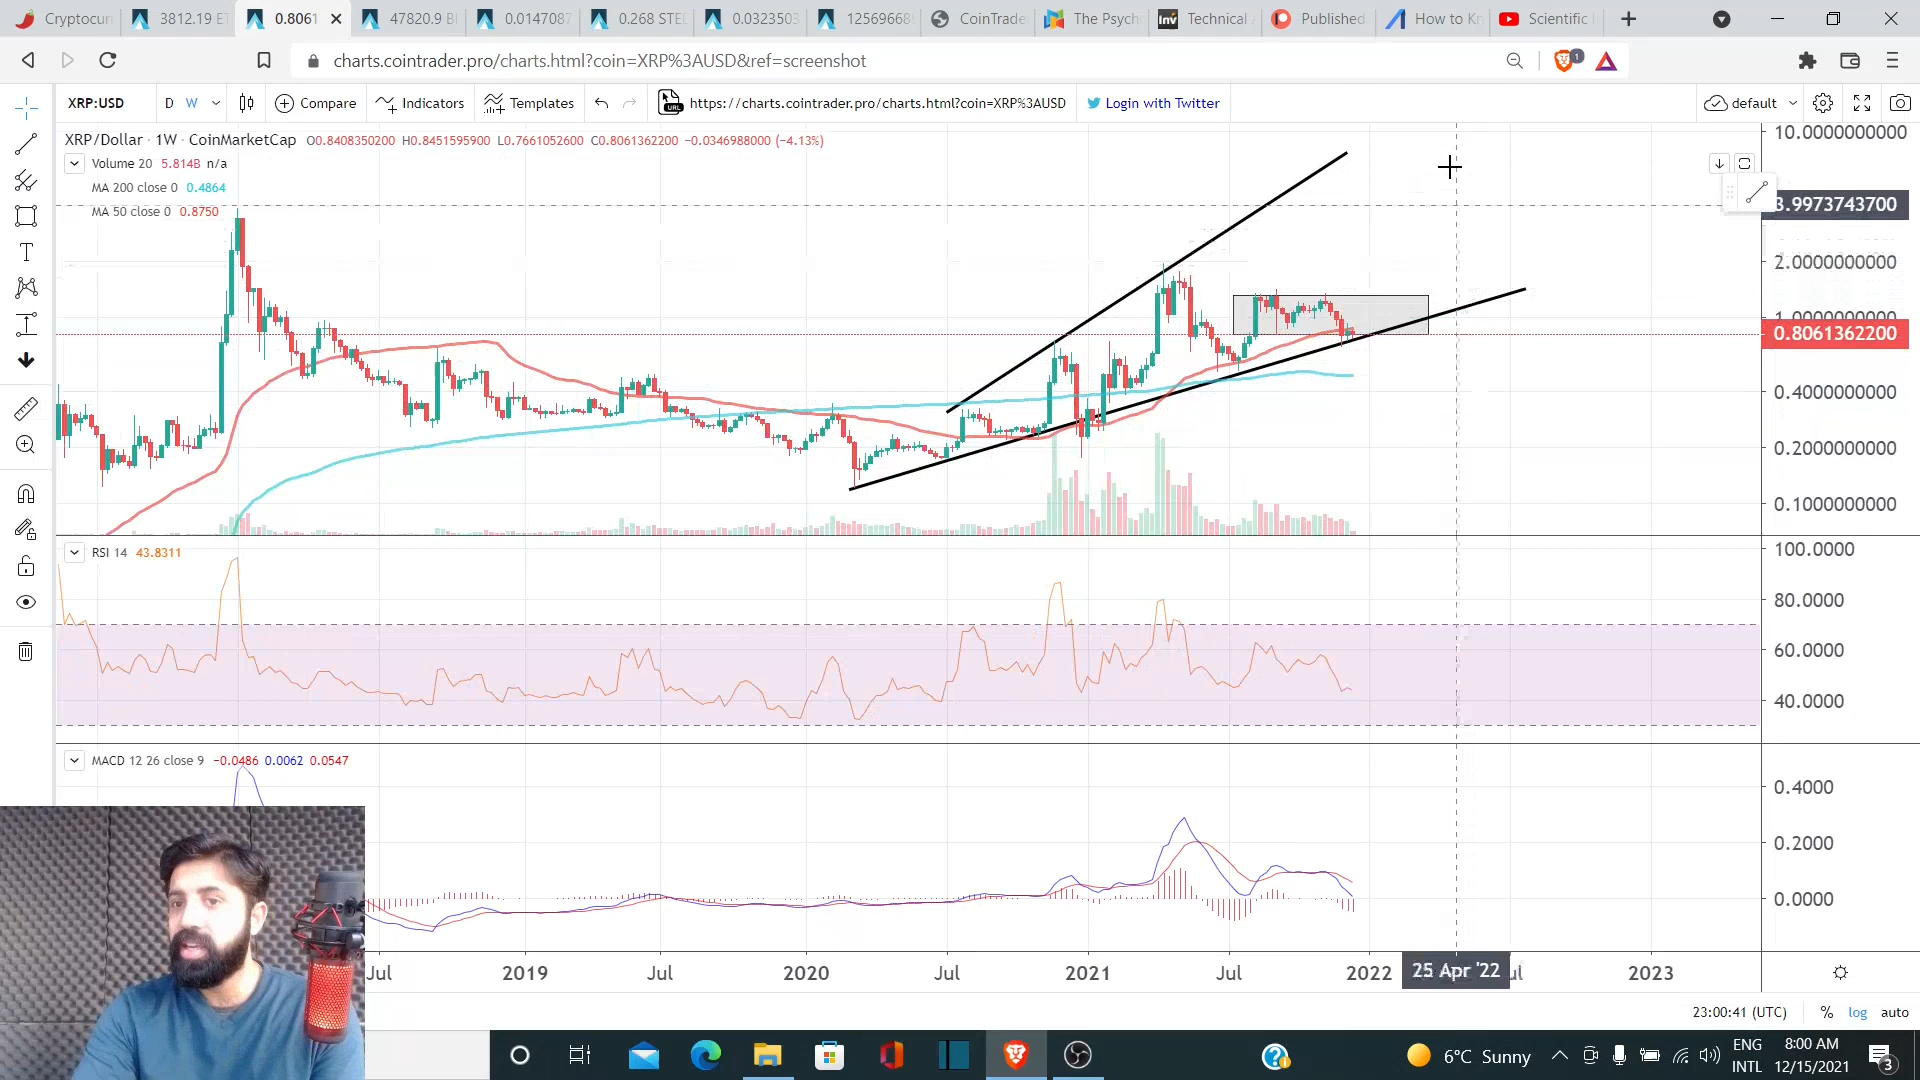 Cryptocur
3812.19 ET
0.8061
47820.9 B
0.0147087
0.268 STEL
0.0323503
12569668
CoinTrade
The Psych
Technical
Published
How to Kn
Scientific
charts.cointrader.pro/charts.html?coin=XRP%3AUSD&ref=screenshot
1
XRP:USD
D
W
Compare
Indicators
Templates
URL
https://charts.cointrader.pro/charts.html?coin=XRP%3AUSD
Login with Twitter
default
XRP/Dollar · 1W · CoinMarketCap O0.8408350200 H0.8451595900 L0.7661052600 C0.8061362200 −0.0346988000 (−4.13%)
Volume 20 5.814B n/a
MA 200 close 0 0.4864
MA 50 close 0 0.8750
10.0000000000
3.9973743700
2.0000000000
1.0000000000
0.8061362200
0.4000000000
0.2000000000
0.1000000000
RSI 14 43.8311
100.0000
80.0000
60.0000
40.0000
MACD 12 26 close 9 −0.0486 0.0062 0.0547
0.4000
0.2000
0.0000
Jul
2019
Jul
2020
Jul
2021
Jul
2022
25 Apr '22
2023
23:00:41 (UTC)
%
log
auto
6°C Sunny
ENG
INTL
8:00 AM
12/15/2021
3